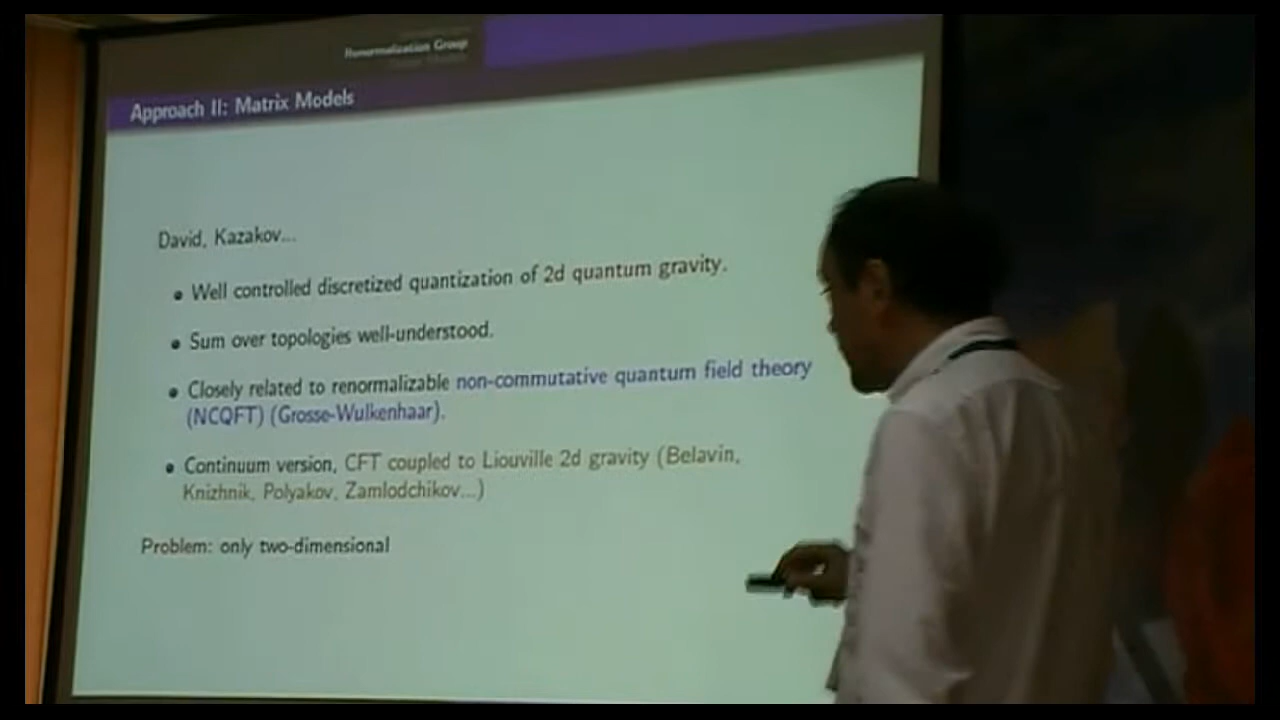 Renormalization Group
Approach II: Matrix Models
David, Kazakov...
• Well controlled discretized quantization of 2d quantum gravity.
• Sum over topologies well-understood.
• Closely related to renormalizable non-commutative quantum field theory
(NCQFT) (Grosse-Wulkenhaar).
• Continuum version, CFT coupled to Liouville 2d gravity (Belavin,
Knizhnik, Polyakov, Zamlodchikov...)
Problem: only two-dimensional